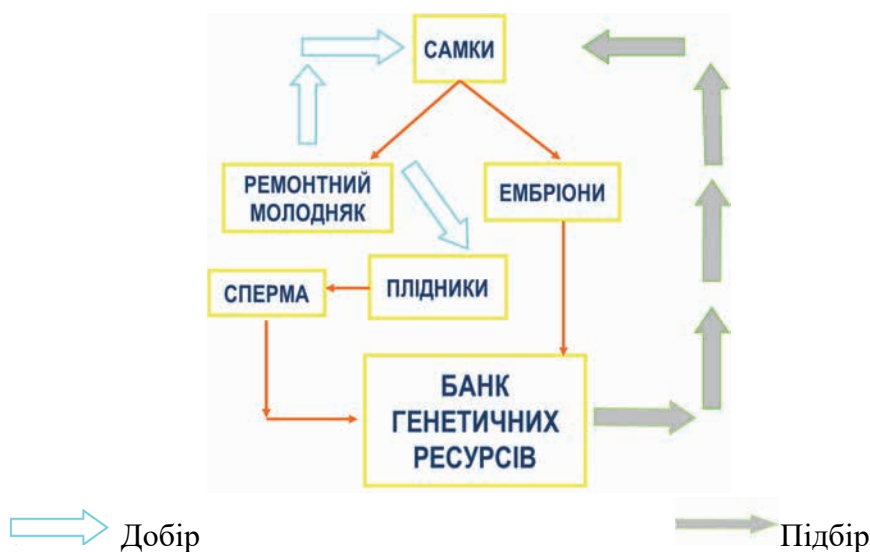 САМКИ
РЕМОНТНИЙ
МОЛОДНЯК
ЕМБРІОНИ
СПЕРМА
ПЛІДНИКИ
БАНК
ГЕНЕТИЧНИХ
РЕСУРСІВ
Добір
Підбір